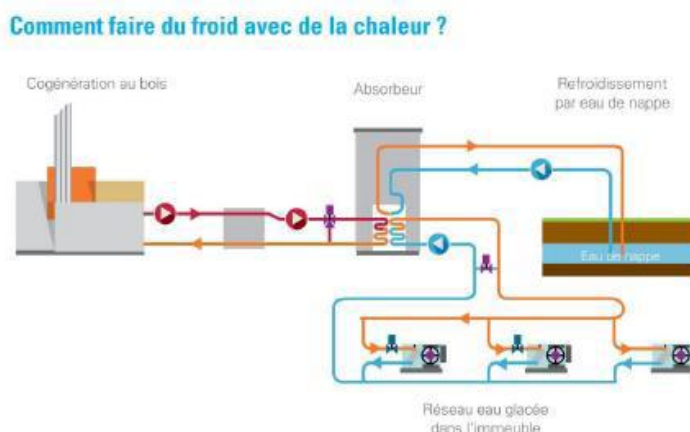 Comment faire du froid avec de la chaleur ?
Cogénération au bois
Absorbeur
Refroidissement
par eau de nappe
Eau de nappe
Réseau eau glacée
dans l'immeuble